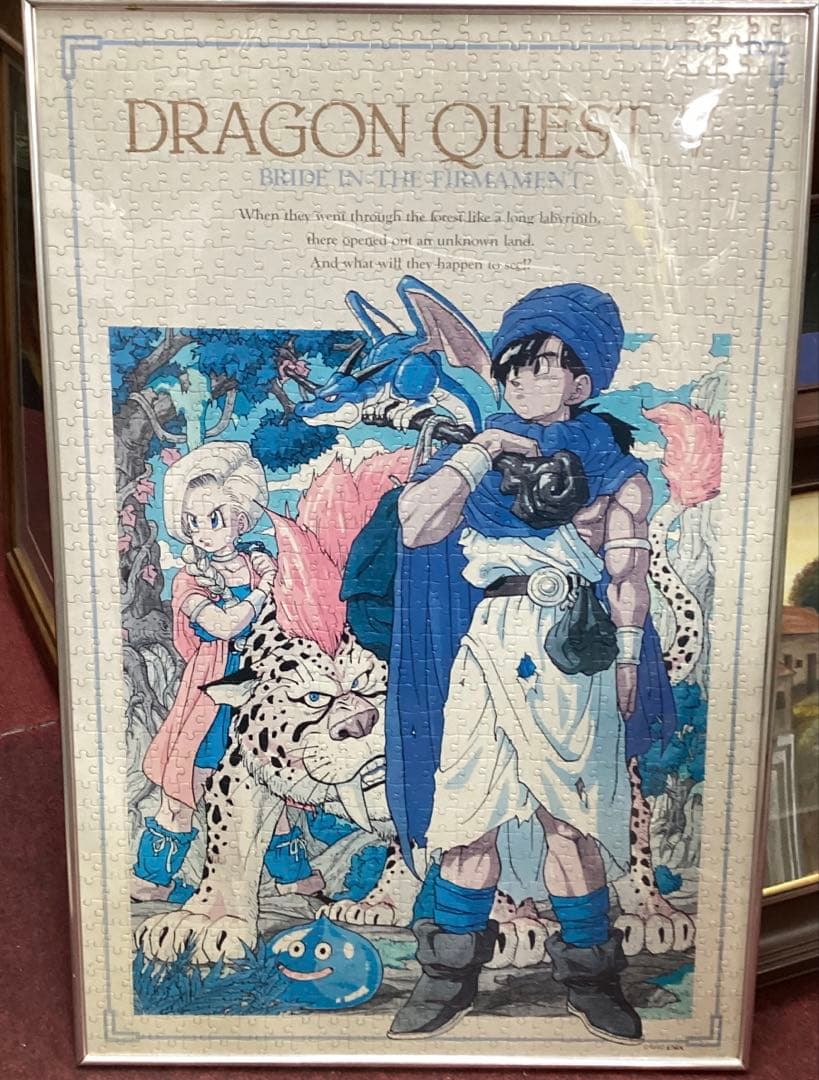 DRAGON QUEST V
BRIDE IN THE FIRMAMENT
When they went through the forest like a long labyrinth,
there opened out an unknown land.
And what will they happen to see!?